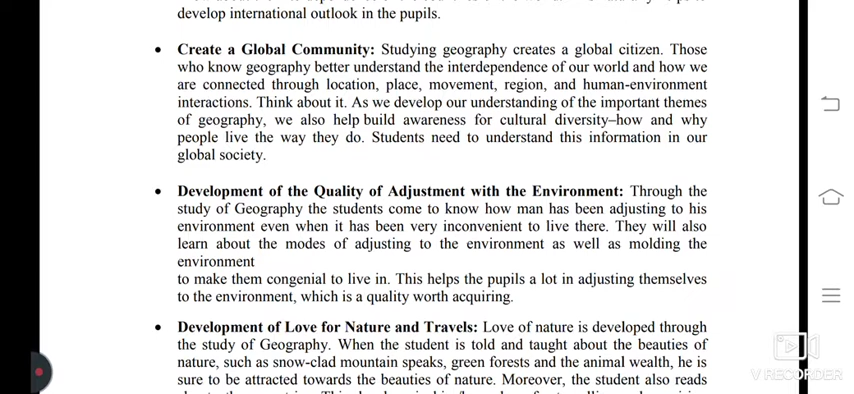 develop international outlook in the pupils.
• Create a Global Community: Studying geography creates a global citizen. Those
who know geography better understand the interdependence of our world and how we
are connected through location, place, movement, region, and human-environment
interactions. Think about it. As we develop our understanding of the important themes
of geography, we also help build awareness for cultural diversity–how and why
people live the way they do. Students need to understand this information in our
global society.
• Development of the Quality of Adjustment with the Environment: Through the
study of Geography the students come to know how man has been adjusting to his
environment even when it has been very inconvenient to live there. They will also
learn about the modes of adjusting to the environment as well as molding the
environment
to make them congenial to live in. This helps the pupils a lot in adjusting themselves
to the environment, which is a quality worth acquiring.
• Development of Love for Nature and Travels: Love of nature is developed through
the study of Geography. When the student is told and taught about the beauties of
nature, such as snow-clad mountain speaks, green forests and the animal wealth, he is
sure to be attracted towards the beauties of nature. Moreover, the student also reads
V RECORDER